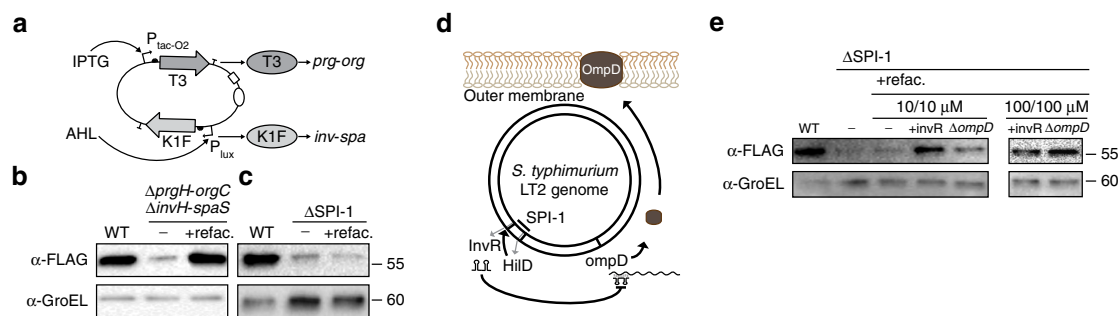 a
P tac-O2
IPTG
T3
T3
prg-org
AHL
K1F
P lux
K1F
inv-spa
b
ΔprgH-orgC
ΔinvH-spaS
WT
–
+refac.
α-FLAG
α-GroEL
c
ΔSPI-1
WT
–
+refac.
– 55
– 60
d
OmpD
Outer membrane
S. typhimurium
LT2 genome
SPI-1
InvR
HilD
ompD
e
ΔSPI-1
+refac.
10/10 μM
100/100 μM
WT
–
–
+invR
ΔompD
+invR
ΔompD
α-FLAG
– 55
α-GroEL
– 60